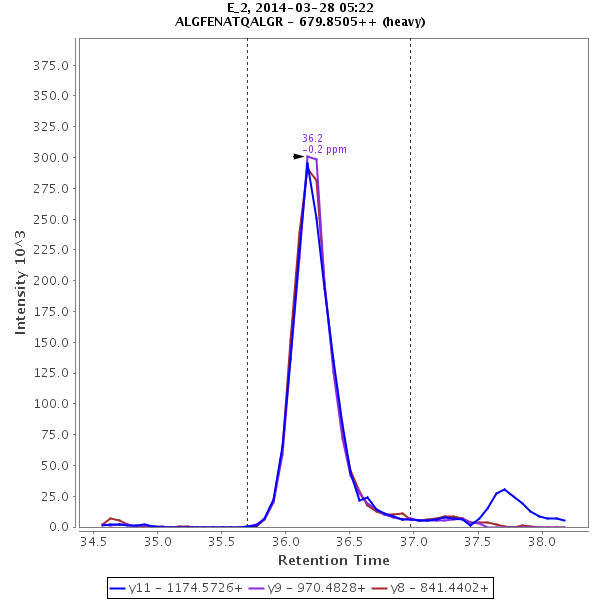 E_2, 2014-03-28 05:22
ALGFENATQALGR - 679.8505++ (heavy)
375.0
350.0
325.0
300.0
275.0
250.0
225.0
200.0
175.0
150.0
125.0
100.0
75.0
50.0
25.0
0.0
Intensity 10^3
36.2
-0.2 ppm
34.5 35.0 35.5 36.0 36.5 37.0 37.5 38.0
Retention Time
y11 - 1174.5726+ y9 - 970.4828+ y8 - 841.4402+